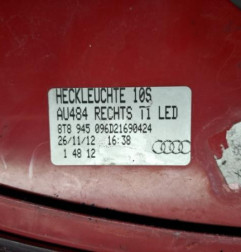 HECKLEUCHTE 10S
AU484 RECHTS TI LED
8T8 945 096D21690424
26/11/12 16:38
1 48 12